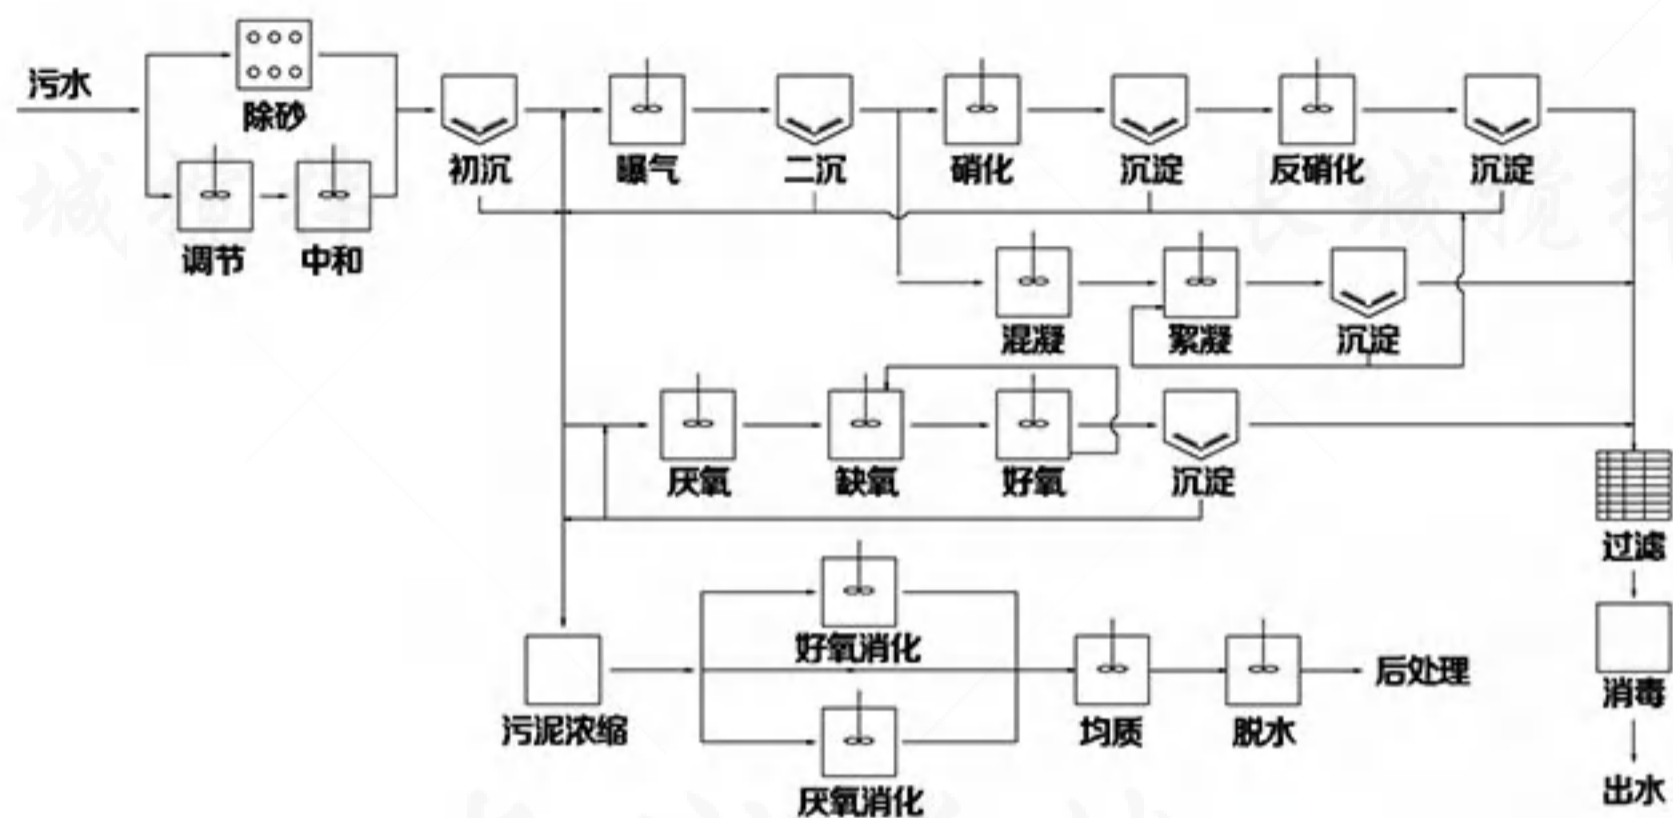 污水
除砂
调节
中和
初沉
曝气
二沉
硝化
沉淀
反硝化
沉淀
混凝
絮凝
沉淀
厌氧
缺氧
好氧
沉淀
过滤
好氧消化
污泥浓缩
均质
脱水
后处理
消毒
厌氧消化
出水